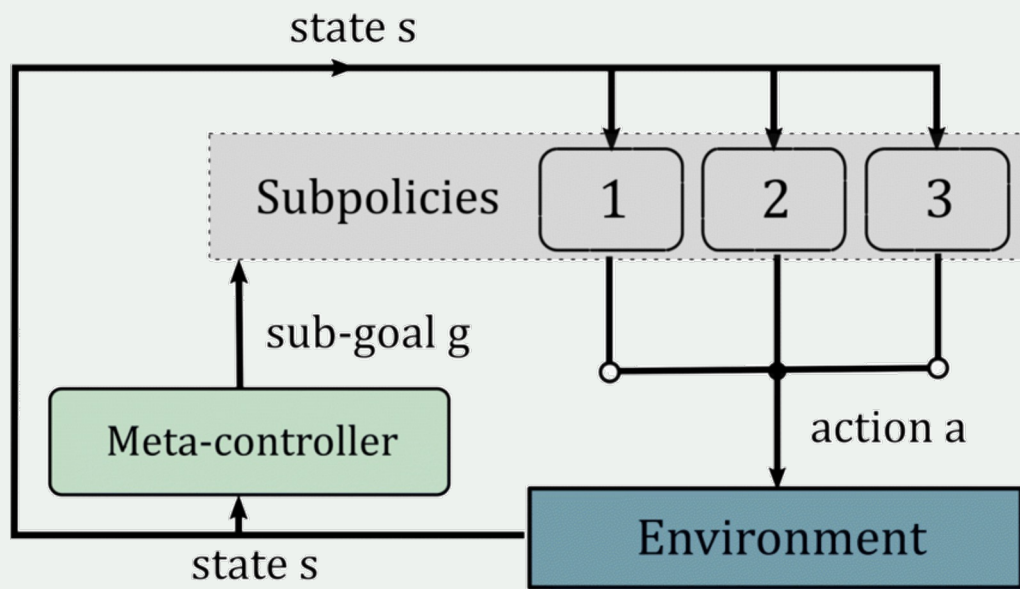 state s
Subpolicies
1
2
3
sub-goal g
Meta-controller
action a
Environment
state s